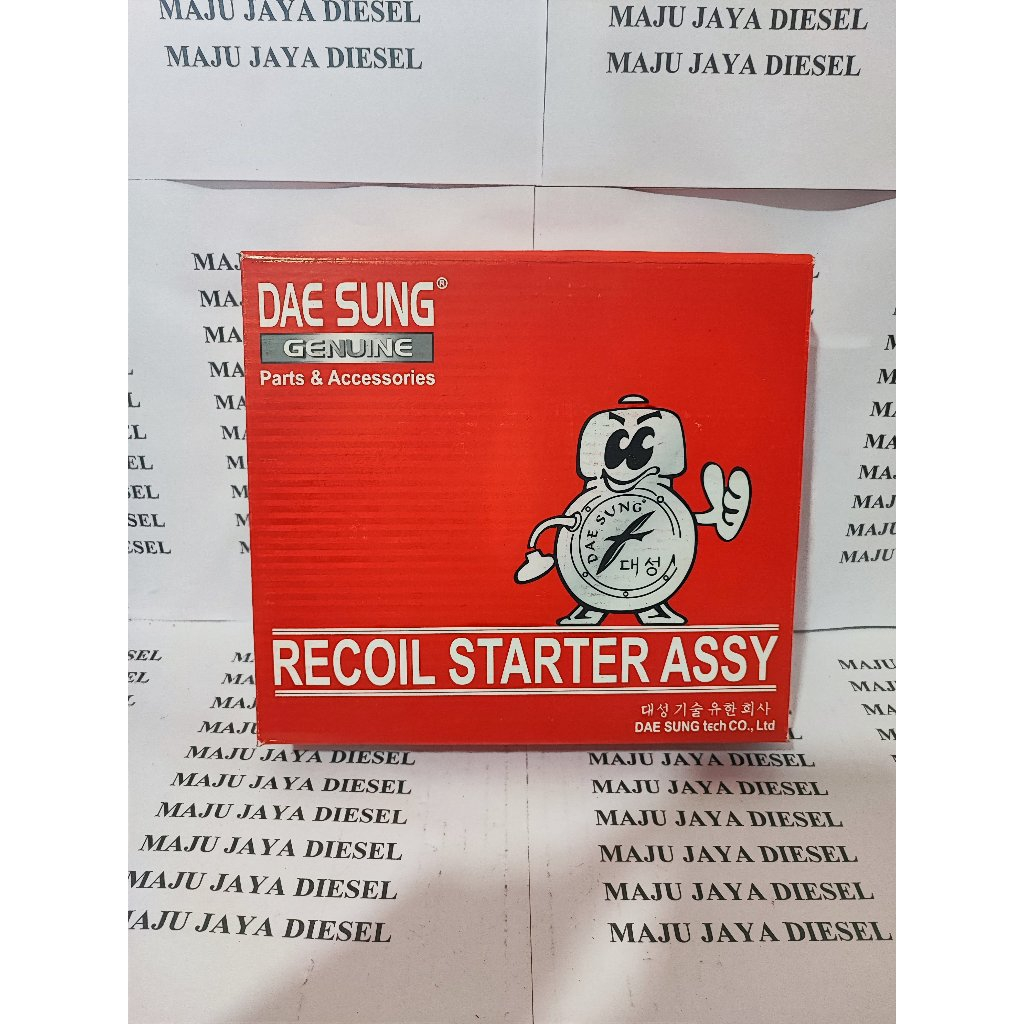 MAJU JAYA DIESEL MAJU JAYA DIESEL
MAJU JAYA DIESEL MAJU JAYA DIESEL
DAE SUNG®
GENUINE
Parts & Accessories
DAE SUNG®
대성
RECOIL STARTER ASSY
대성기술유한회사
DAE SUNG tech CO., Ltd
MAJU JAYA DIESEL MAJU JAYA DIESEL
MAJU JAYA DIESEL MAJU JAYA DIESEL
MAJU JAYA DIESEL MAJU JAYA DIESEL
MAJU JAYA DIESEL MAJU JAYA DIESEL
MAJU JAYA DIESEL MAJU JAYA DIESEL
MAJU JAYA DIESEL MAJU JAYA DIESEL